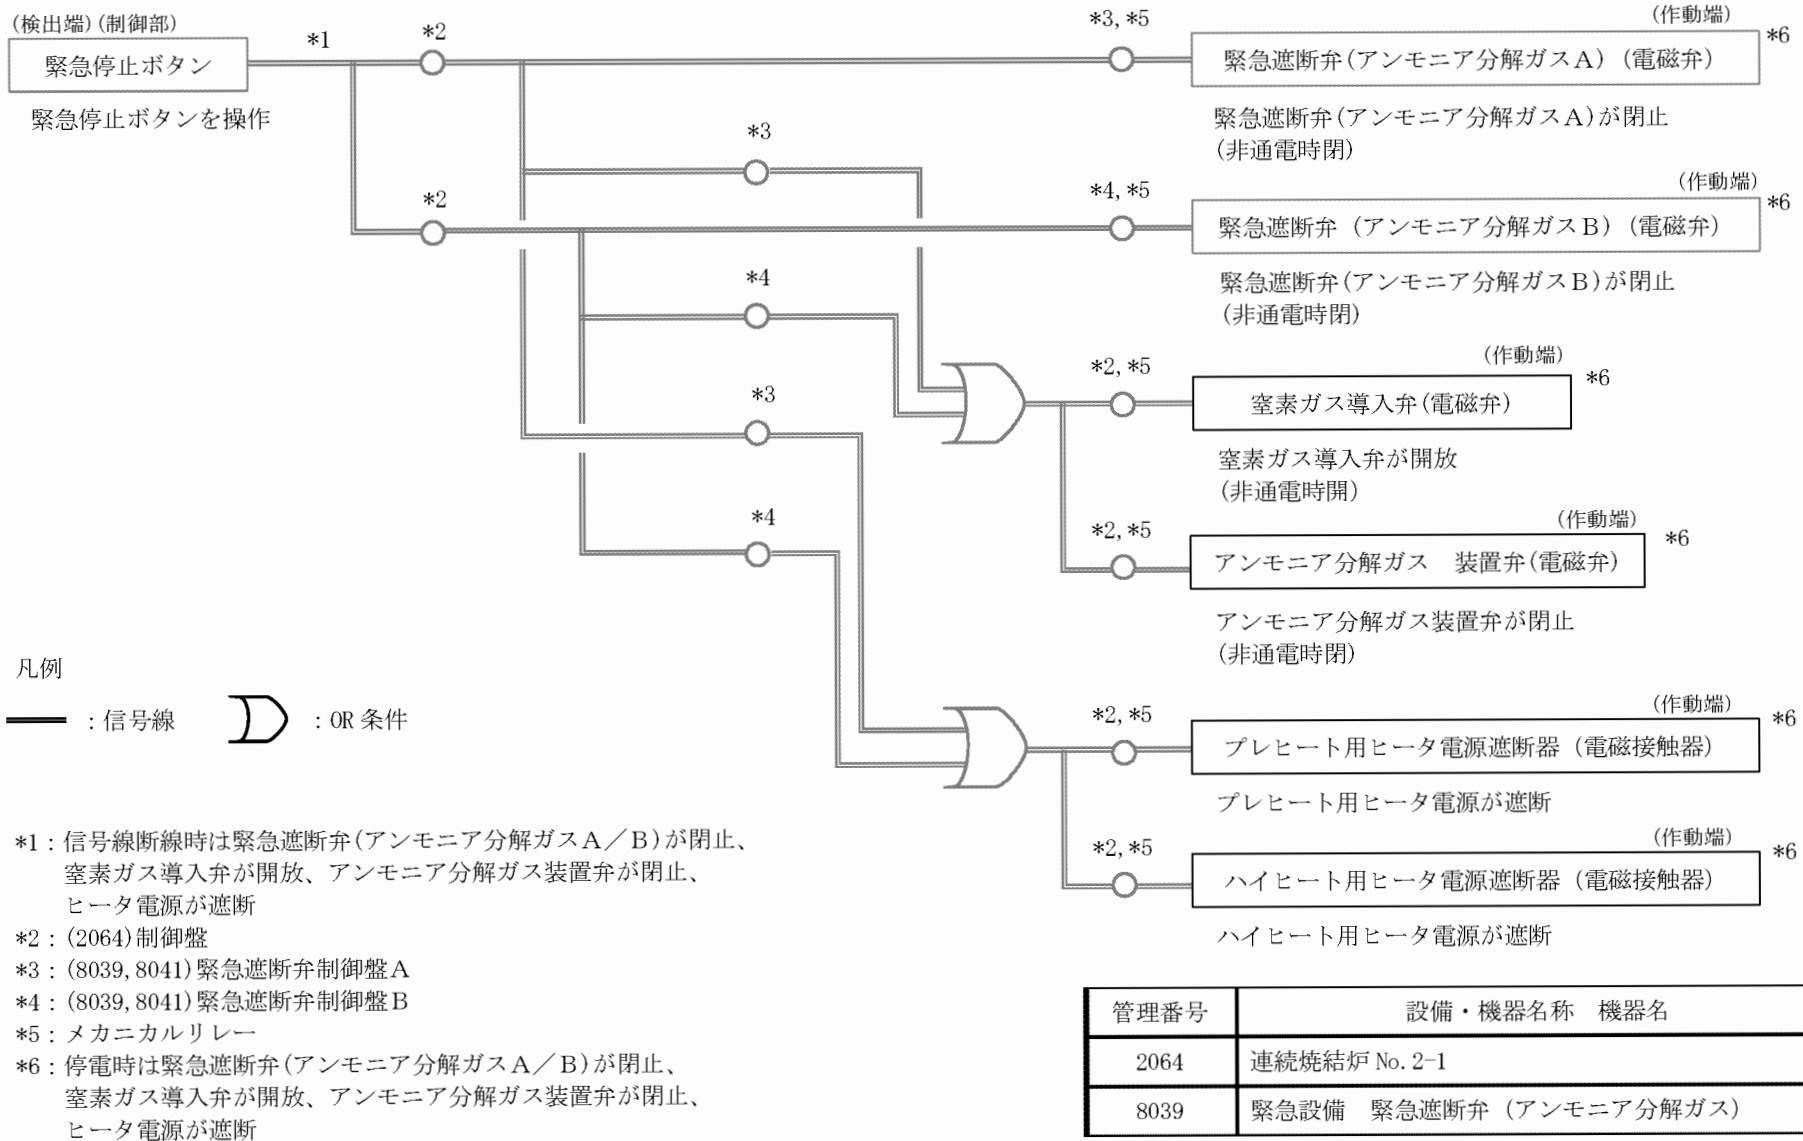 (検出端)(制御部)
緊急停止ボタン
緊急停止ボタンを操作
*1
*2
*3, *5
(作動端)
緊急遮断弁(アンモニア分解ガスA) (電磁弁)
*6
緊急遮断弁(アンモニア分解ガスA)が閉止
(非通電時閉)
*3
*2
*4, *5
(作動端)
緊急遮断弁 (アンモニア分解ガスB) (電磁弁)
*6
緊急遮断弁(アンモニア分解ガスB)が閉止
(非通電時閉)
*4
*2, *5
(作動端)
窒素ガス導入弁(電磁弁)
*6
窒素ガス導入弁が開放
(非通電時開)
*3
*2, *5
(作動端)
アンモニア分解ガス 装置弁(電磁弁)
*6
アンモニア分解ガス装置弁が閉止
(非通電時閉)
*4
*2, *5
(作動端)
プレヒート用ヒータ電源遮断器 (電磁接触器)
*6
プレヒート用ヒータ電源が遮断
*2, *5
(作動端)
ハイヒート用ヒータ電源遮断器 (電磁接触器)
*6
ハイヒート用ヒータ電源が遮断
凡例
：信号線
：OR 条件
*1：信号線断線時は緊急遮断弁(アンモニア分解ガスA／B)が閉止、
窒素ガス導入弁が開放、アンモニア分解ガス装置弁が閉止、
ヒータ電源が遮断
*2：(2064)制御盤
*3：(8039,8041)緊急遮断弁制御盤A
*4：(8039,8041)緊急遮断弁制御盤B
*5：メカニカルリレー
*6：停電時は緊急遮断弁(アンモニア分解ガスA／B)が閉止、
窒素ガス導入弁が開放、アンモニア分解ガス装置弁が閉止、
ヒータ電源が遮断
管理番号 設備・機器名称 機器名
2064 連続焼結炉 No.2-1
8039 緊急設備 緊急遮断弁 (アンモニア分解ガス)